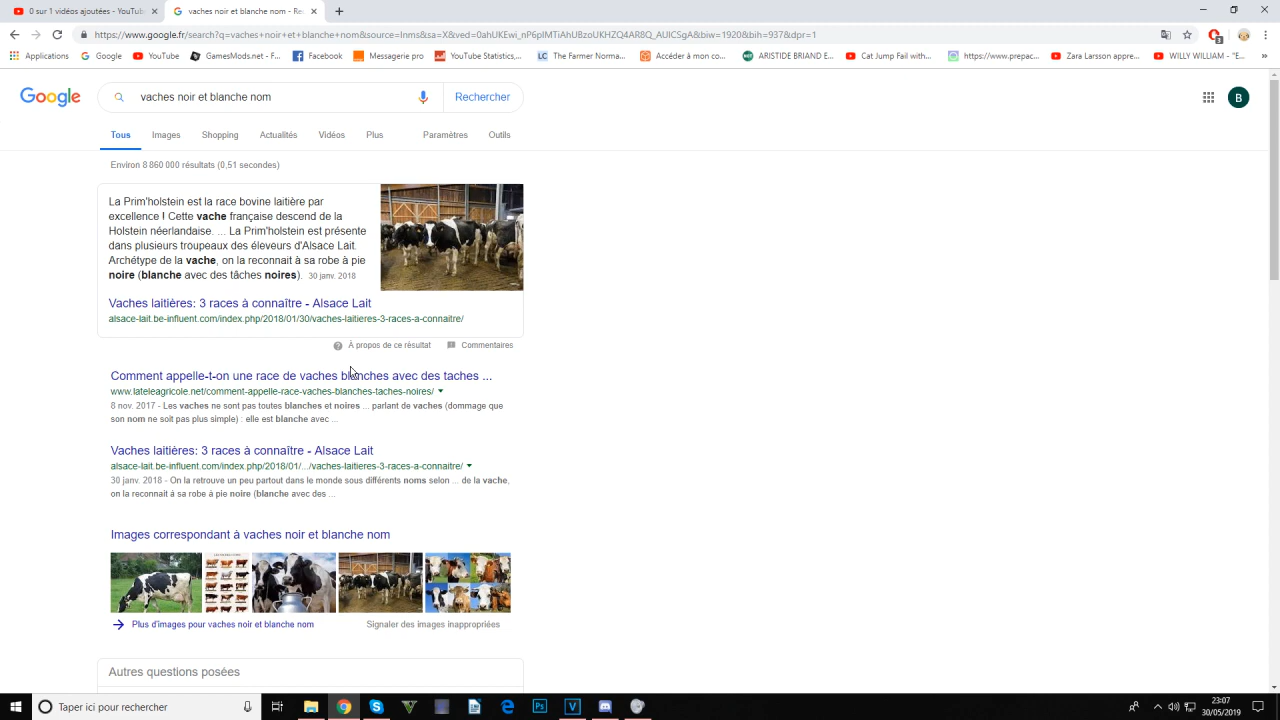 0 sur 1 vidéos ajoutées - YouTub
vaches noir et blanche nom - Rec
https://www.google.fr/search?q=vaches+noir+et+blanche+nom&source=lnms&sa=X&ved=0ahUKEwi_nP6plMTiAhUBzoUKHZQ4AR8Q_AUICSgA&biw=1920&bih=937&dpr=1
Applications
Google
YouTube
GamesMods.net - F...
Facebook
Messagerie pro
YouTube Statistics,...
The Farmer Norma...
Accéder à mon co...
ARISTIDE BRIAND E...
Cat Jump Fail with...
https://www.prepac...
Zara Larsson appre...
WILLY WILLIAM - "E...
Google
vaches noir et blanche nom
Rechercher
B
Tous Images Shopping Actualités Vidéos Plus Paramètres Outils
Environ 8 860 000 résultats (0,51 secondes)
La Prim'holstein est la race bovine laitière par
excellence ! Cette vache française descend de la
Holstein néerlandaise. ... La Prim'holstein est présente
dans plusieurs troupeaux des éleveurs d'Alsace Lait.
Archétype de la vache, on la reconnait à sa robe à pie
noire (blanche avec des tâches noires). 30 janv. 2018
Vaches laitières: 3 races à connaître - Alsace Lait
alsace-lait.be-influent.com/index.php/2018/01/30/vaches-laitieres-3-races-a-connaitre/
À propos de ce résultat
Commentaires
Comment appelle-t-on une race de vaches blanches avec des taches ...
www.lateleagricole.net/comment-appelle-race-vaches-blanches-taches-noires/
8 nov. 2017 - Les vaches ne sont pas toutes blanches et noires ... parlant de vaches (dommage que
son nom ne soit pas plus simple) : elle est blanche avec ...
Vaches laitières: 3 races à connaître - Alsace Lait
alsace-lait.be-influent.com/index.php/2018/01/.../vaches-laitieres-3-races-a-connaitre/
30 janv. 2018 - On la retrouve un peu partout dans le monde sous différents noms selon ... de la vache,
on la reconnait à sa robe à pie noire (blanche avec des ...
Images correspondant à vaches noir et blanche nom
Plus d'images pour vaches noir et blanche nom
Signaler des images inappropriées
Autres questions posées
Taper ici pour rechercher
23:07
30/05/2019